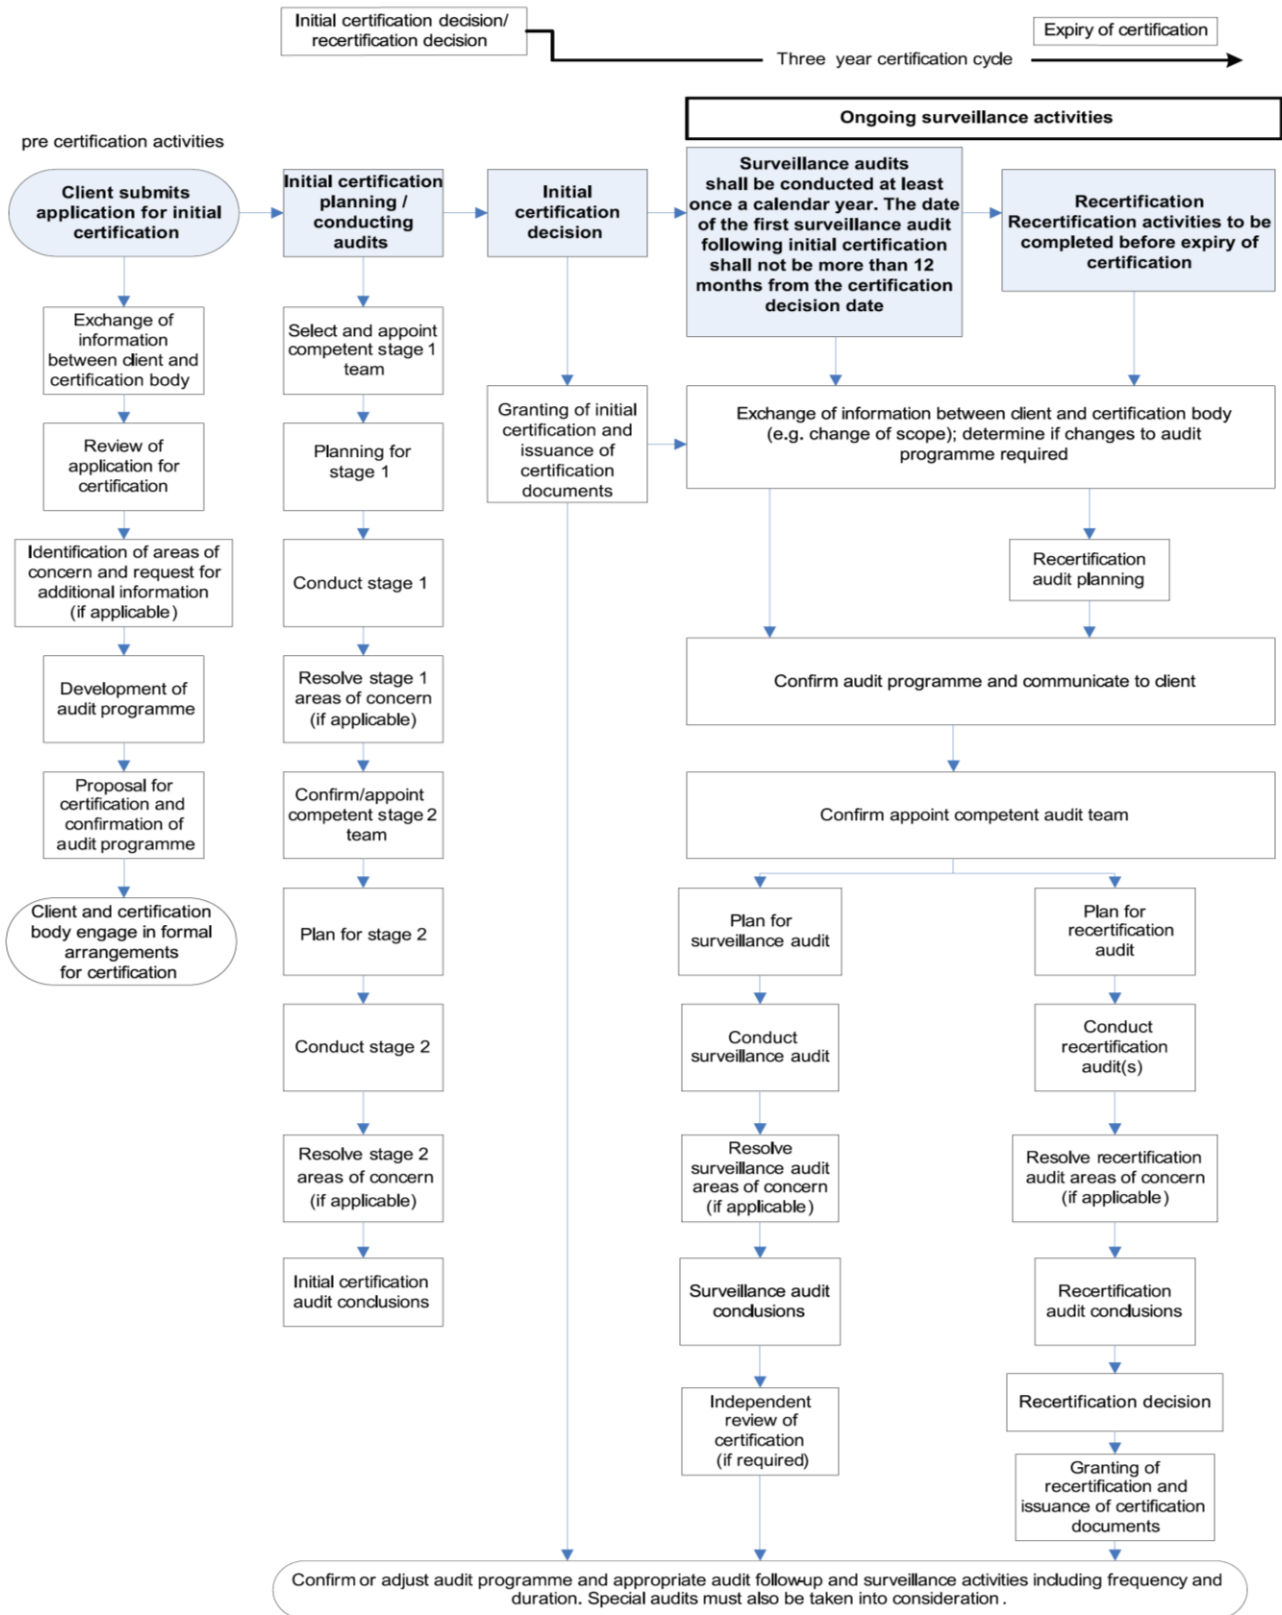 Initial certification decision/
recertification decision
Expiry of certification
Three year certification cycle
Ongoing surveillance activities
pre certification activities
Client submits
application for initial
certification
Initial certification
planning /
conducting
audits
Initial
certification
decision
Surveillance audits
shall be conducted at least
once a calendar year. The date
of the first surveillance audit
following initial certification
shall not be more than 12
months from the certification
decision date
Recertification
Recertification activities to be
completed before expiry of
certification
Exchange of
information
between client and
certification body
Review of
application for
certification
Identification of areas of
concern and request for
additional information
(if applicable)
Development of
audit programme
Proposal for
certification and
confirmation of
audit programme
Client and certification
body engage in formal
arrangements
for certification
Select and appoint
competent stage 1
team
Planning for
stage 1
Conduct stage 1
Resolve stage 1
areas of concern
(if applicable)
Confirm/appoint
competent stage 2
team
Plan for stage 2
Conduct stage 2
Resolve stage 2
areas of concern
(if applicable)
Initial certification
audit conclusions
Granting of initial
certification and
issuance of
certification
documents
Exchange of information between client and certification body
(e.g. change of scope); determine if changes to audit
programme required
Recertification
audit planning
Confirm audit programme and communicate to client
Confirm appoint competent audit team
Plan for
surveillance audit
Conduct
surveillance audit
Resolve
surveillance audit
areas of concern
(if applicable)
Surveillance audit
conclusions
Independent
review of
certification
(if required)
Plan for
recertification
audit
Conduct
recertification
audit(s)
Resolve recertification
audit areas of concern
(if applicable)
Recertification
audit conclusions
Recertification decision
Granting of
recertification and
issuance of certification
documents
Confirm or adjust audit programme and appropriate audit follow-up and surveillance activities including frequency and
duration. Special audits must also be taken into consideration .